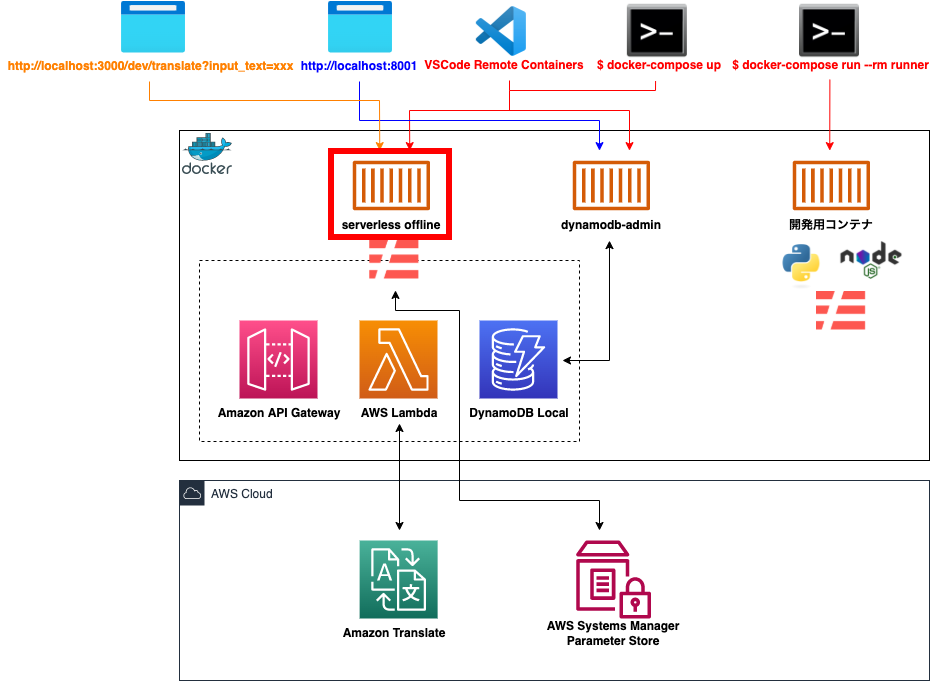 http://localhost:3000/dev/translate?input_text=xxx
http://localhost:8001
VSCode Remote Containers
$ docker-compose up
$ docker-compose run --rm runner
docker
serverless offline
dynamodb-admin
開発用コンテナ
node
JS
Amazon API Gateway
AWS Lambda
DynamoDB Local
AWS Cloud
A
文
Amazon Translate
AWS Systems Manager
Parameter Store